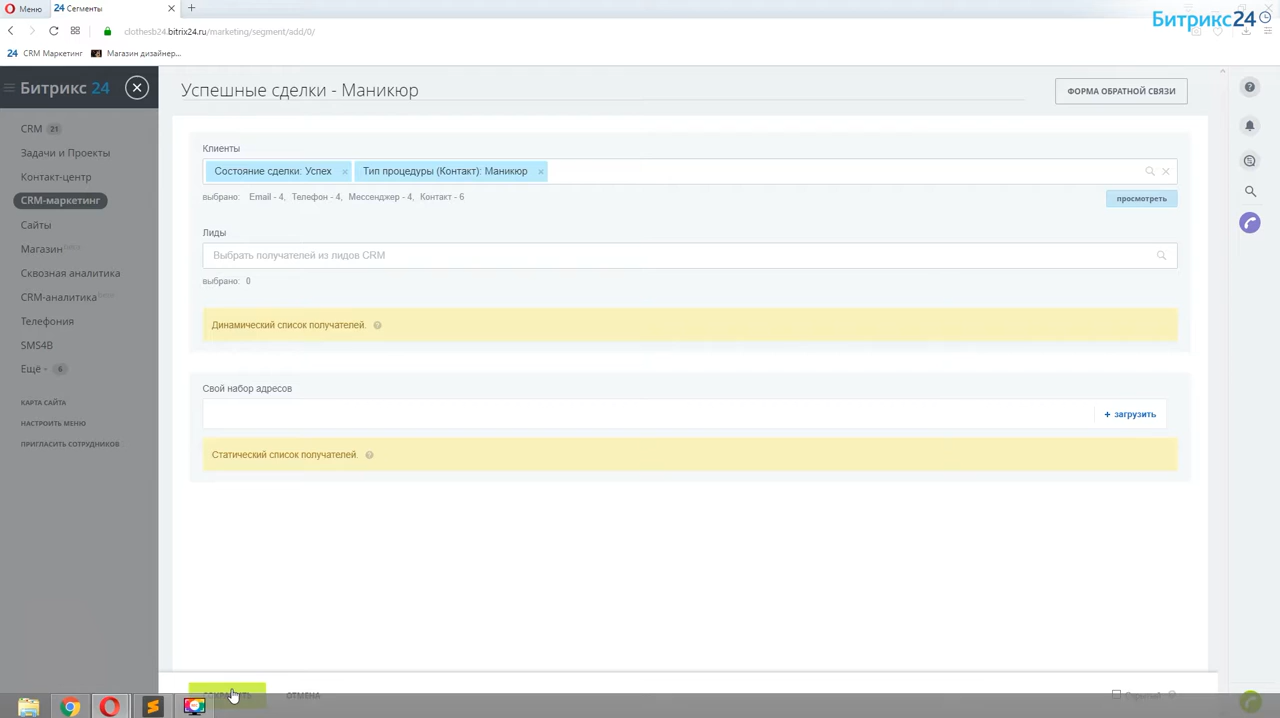 Меню
24 Сегменты
Битрикс24
clothesb24.bitrix24.ru/marketing/segment/add/0/
24 CRM Маркетинг
Магазин дизайнер...
Битрикс 24
Успешные сделки - Маникюр
ФОРМА ОБРАТНОЙ СВЯЗИ
CRM 21
Задачи и Проекты
Контакт-центр
CRM-маркетинг
Сайты
Магазин
Сквозная аналитика
CRM-аналитика
Телефония
SMS4B
Ещё - 6
КАРТА САЙТА
НАСТРОИТЬ МЕНЮ
ПРИГЛАСИТЬ СОТРУДНИКОВ
Клиенты
Состояние сделки: Успех × Тип процедуры (Контакт): Маникюр ×
выбрано: Email - 4, Телефон - 4, Мессенджер - 4, Контакт - 6
просмотреть
Лиды
Выбрать получателей из лидов CRM
выбрано: 0
Динамический список получателей. ?
Свой набор адресов
+ загрузить
Статический список получателей. ?
ОТМЕНА
Скрытый